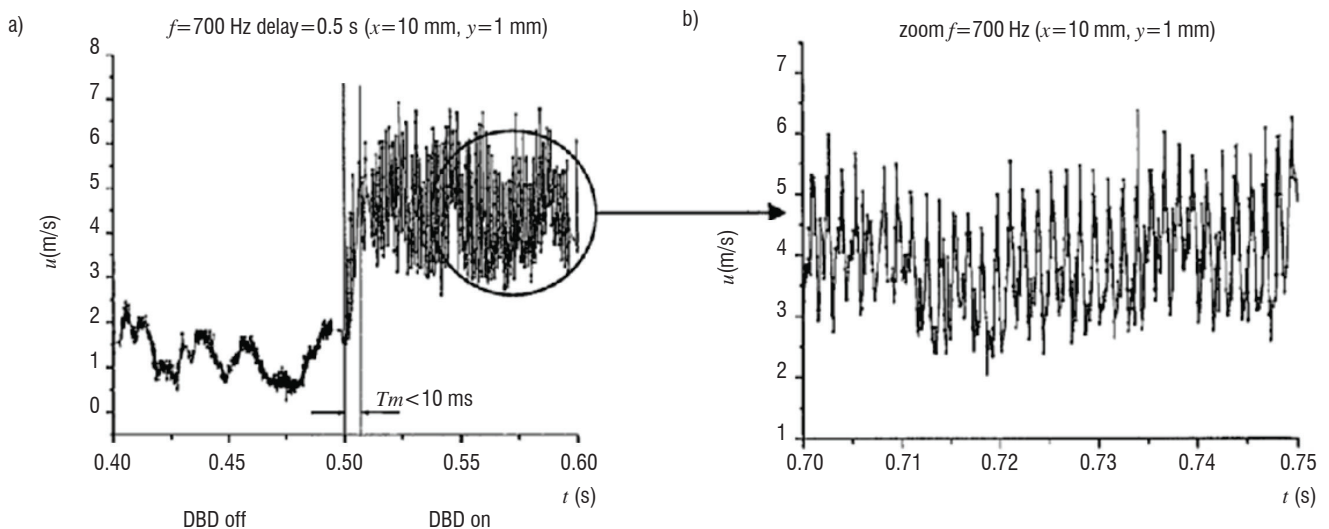 a)
f=700 Hz delay=0.5 s (x=10 mm, y=1 mm)
8
7
6
5
4
3
2
1
0
u(m/s)
Tm<10 ms
0.40 0.45 0.50 0.55 0.60
t (s)
DBD off DBD on
b)
zoom f=700 Hz (x=10 mm, y=1 mm)
7
6
5
4
3
2
1
u(m/s)
0.70 0.71 0.72 0.73 0.74 0.75
t (s)